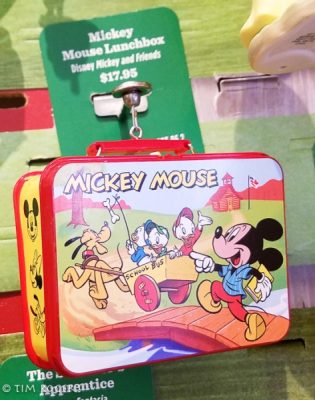 Mickey
Mouse Lunchbox
Disney Mickey and Friends
$17.95
MICKEY MOUSE
SCHOOL BUS
© TIM
The
Apprentice